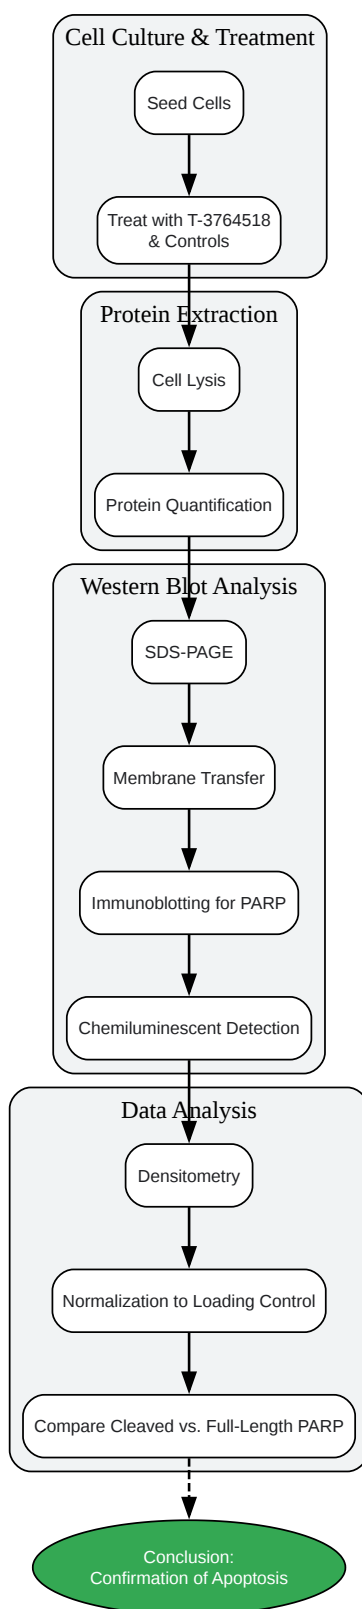 Cell Culture & Treatment
Seed Cells
Treat with T-3764518
& Controls
Protein Extraction
Cell Lysis
Protein Quantification
Western Blot Analysis
SDS-PAGE
Membrane Transfer
Immunoblotting for PARP
Chemiluminescent Detection
Data Analysis
Densitometry
Normalization to Loading Control
Compare Cleaved vs. Full-Length PARP
Conclusion:
Confirmation of Apoptosis